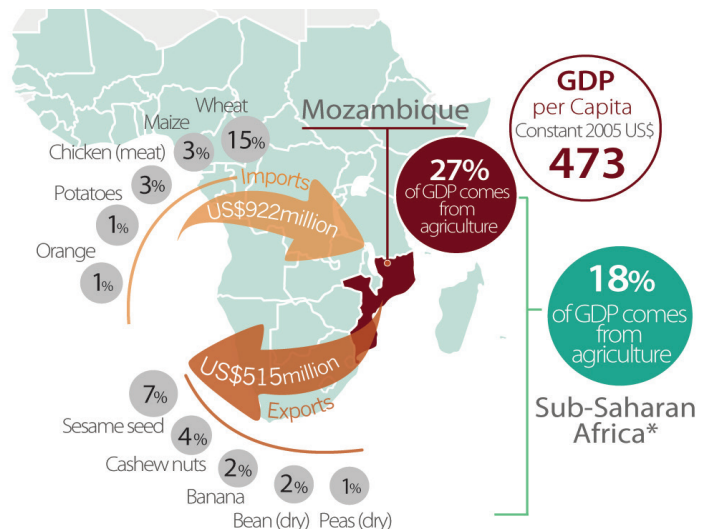 Mozambique
GDP
per Capita
Constant 2005 US$
473
27%
of GDP comes
from
agriculture
18%
of GDP comes
from
agriculture
Sub-Saharan
Africa*
Wheat
15%
Maize
3%
Chicken (meat)
3%
Potatoes
1%
Orange
1%
Imports
US$922million
US$515million
Exports
7%
Sesame seed
4%
Cashew nuts
2%
Banana
2%
Bean (dry)
1%
Peas (dry)